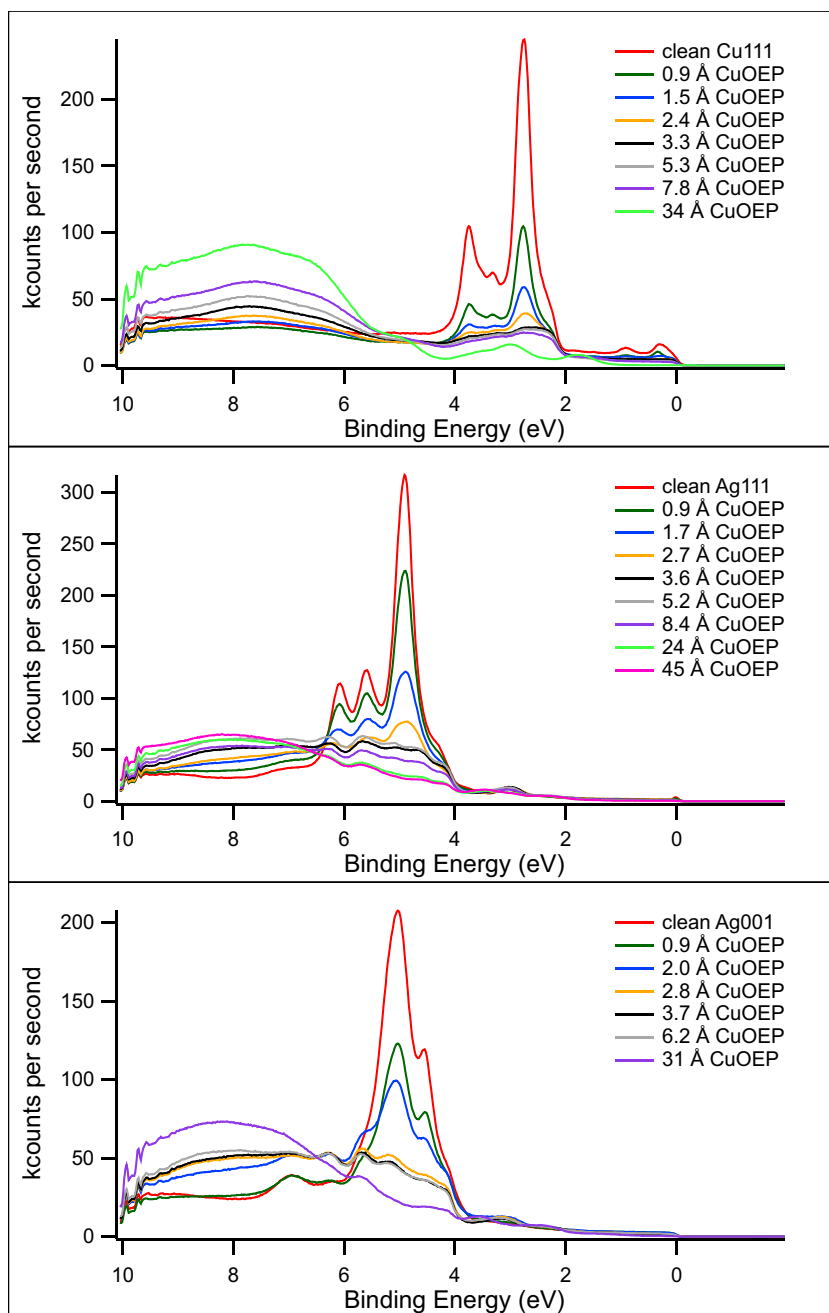 kcounts per second
200
150
100
50
0
clean Cu111
0.9 Å CuOEP
1.5 Å CuOEP
2.4 Å CuOEP
3.3 Å CuOEP
5.3 Å CuOEP
7.8 Å CuOEP
34 Å CuOEP
10 8 6 4 2 0
Binding Energy (eV)
kcounts per second
300
250
200
150
100
50
0
clean Ag111
0.9 Å CuOEP
1.7 Å CuOEP
2.7 Å CuOEP
3.6 Å CuOEP
5.2 Å CuOEP
8.4 Å CuOEP
24 Å CuOEP
45 Å CuOEP
10 8 6 4 2 0
Binding Energy (eV)
kcounts per second
200
150
100
50
0
clean Ag001
0.9 Å CuOEP
2.0 Å CuOEP
2.8 Å CuOEP
3.7 Å CuOEP
6.2 Å CuOEP
31 Å CuOEP
10 8 6 4 2 0
Binding Energy (eV)